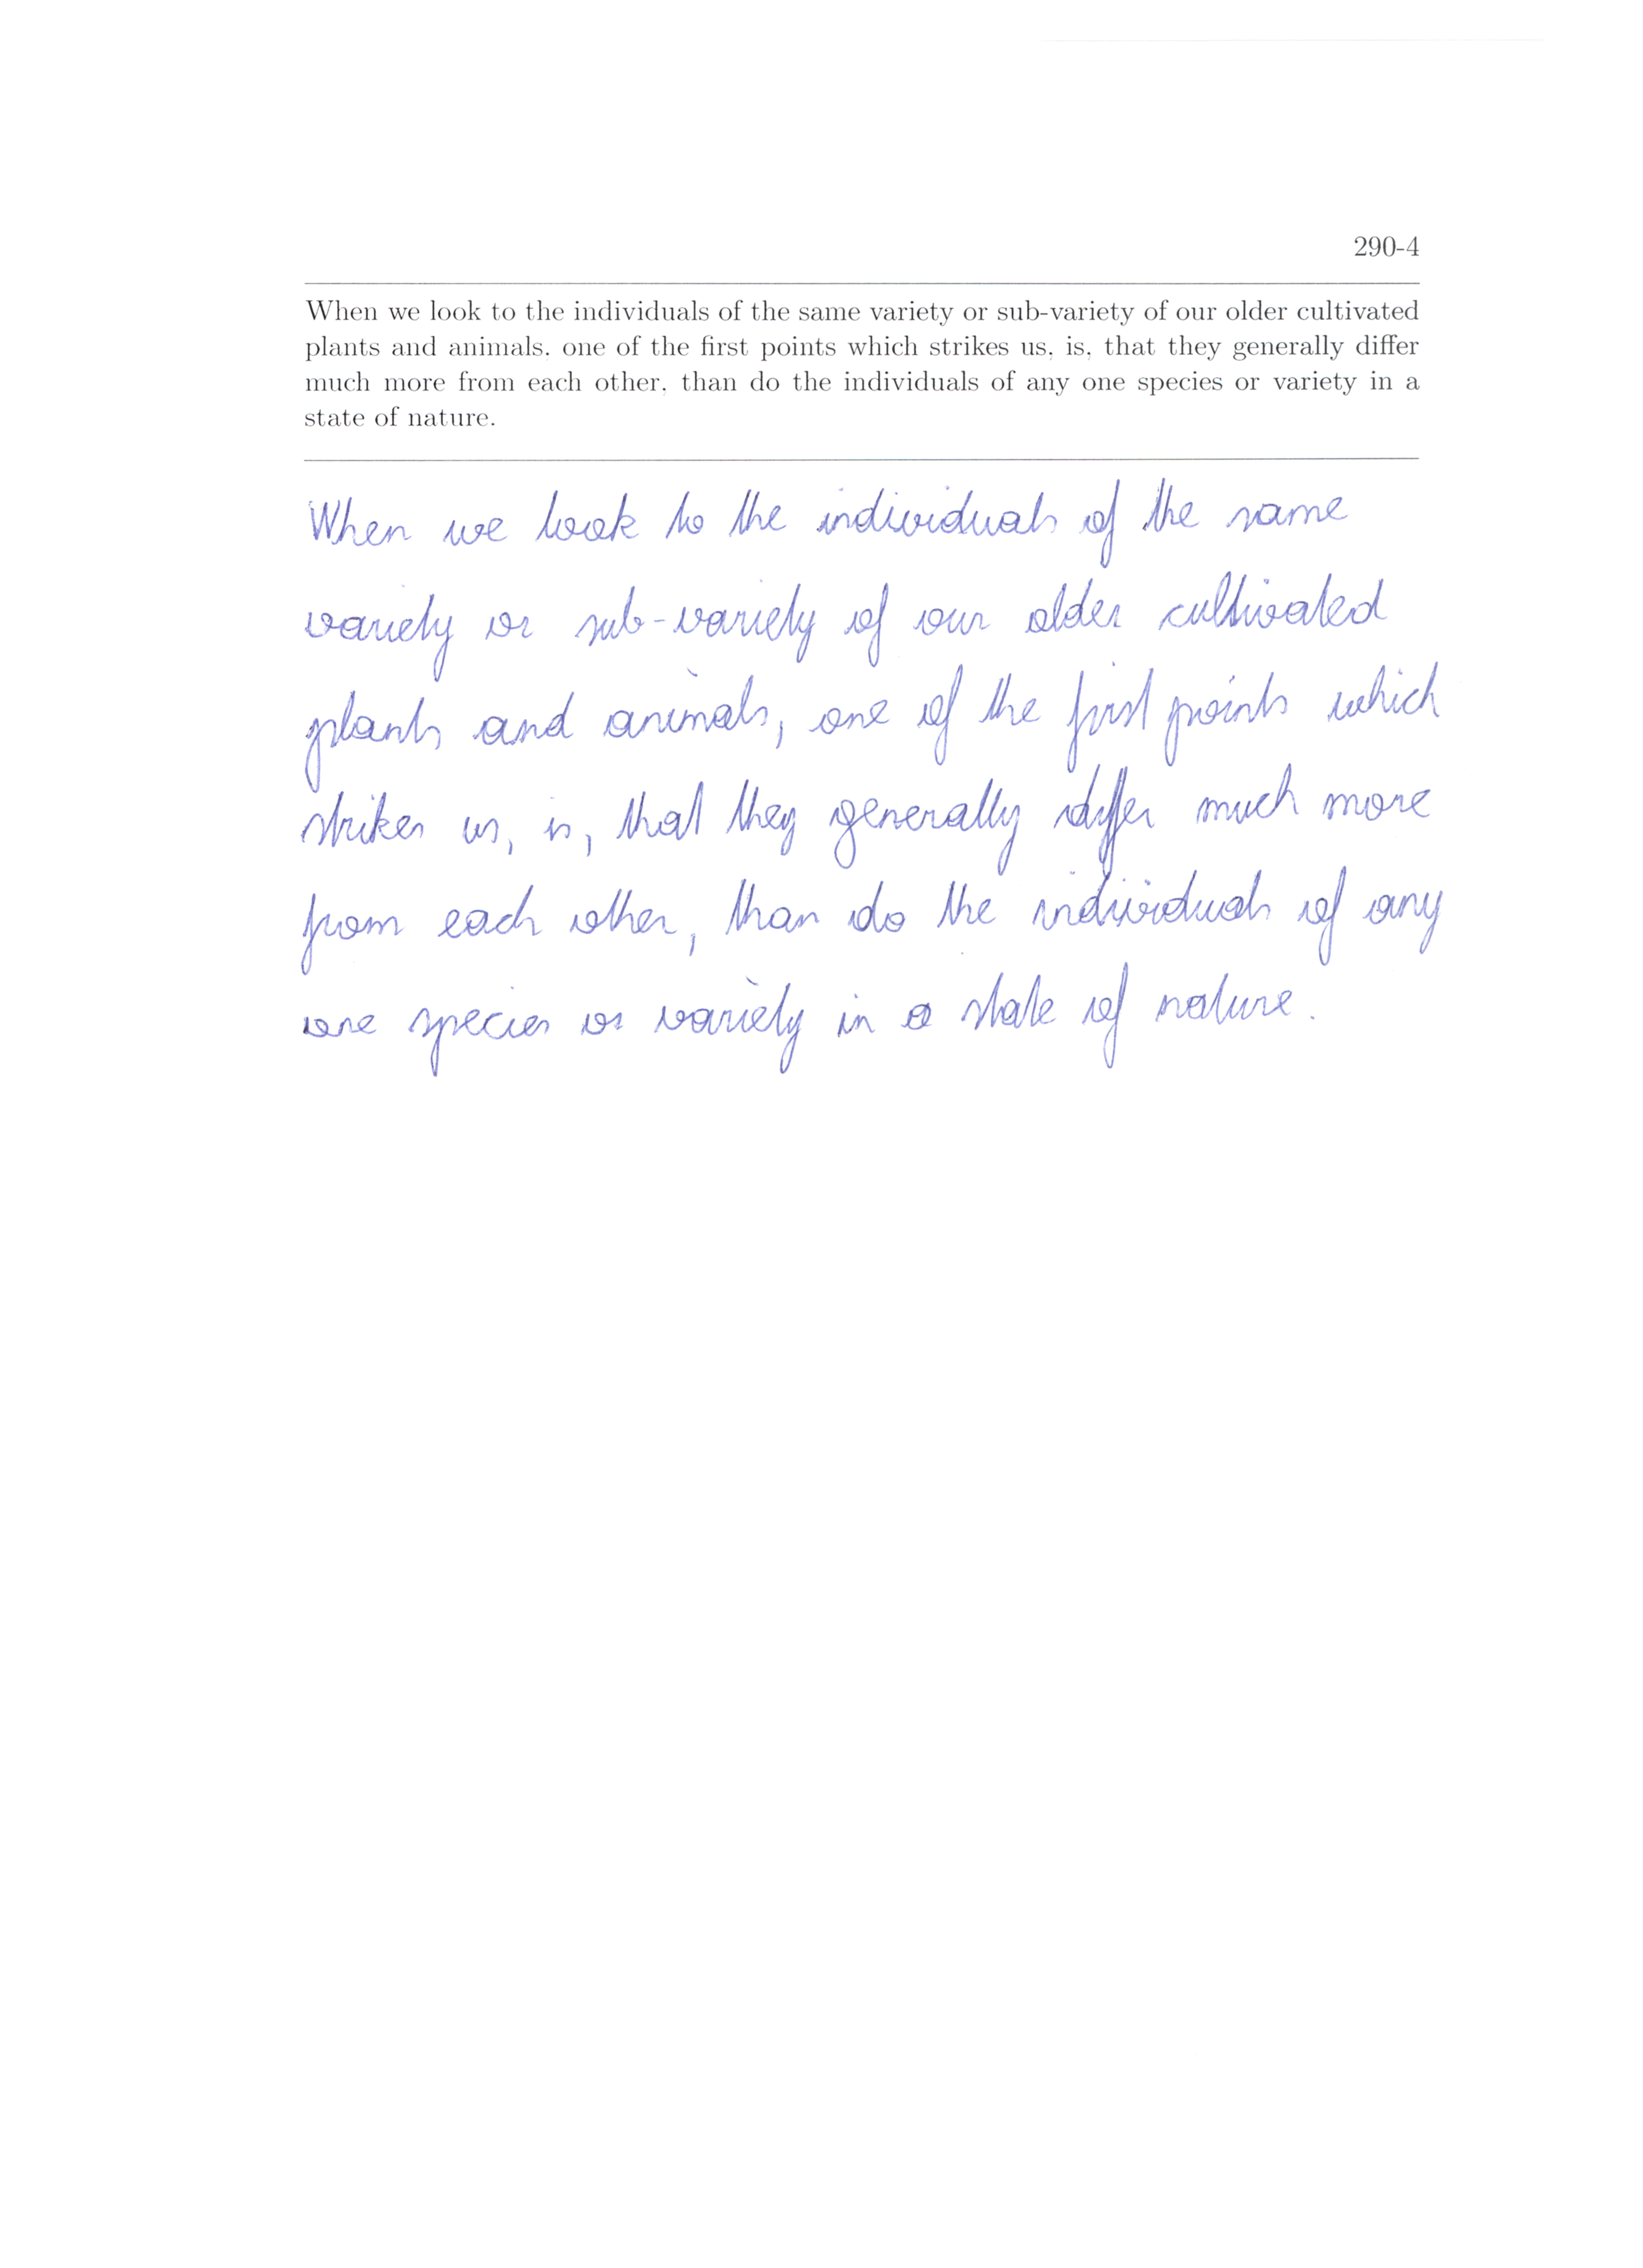 290-4
When we look to the individuals of the same variety or sub-variety of our older cultivated
plants and animals, one of the first points which strikes us, is, that they generally differ
much more from each other, than do the individuals of any one species or variety in a
state of nature.
When we look to the individuals of the same
variety or sub-variety of our older cultivated
plants and animals, one of the first points which
strikes us, is, that they generally differ much more
from each other, than do the individuals of any
one species or variety in a state of nature.